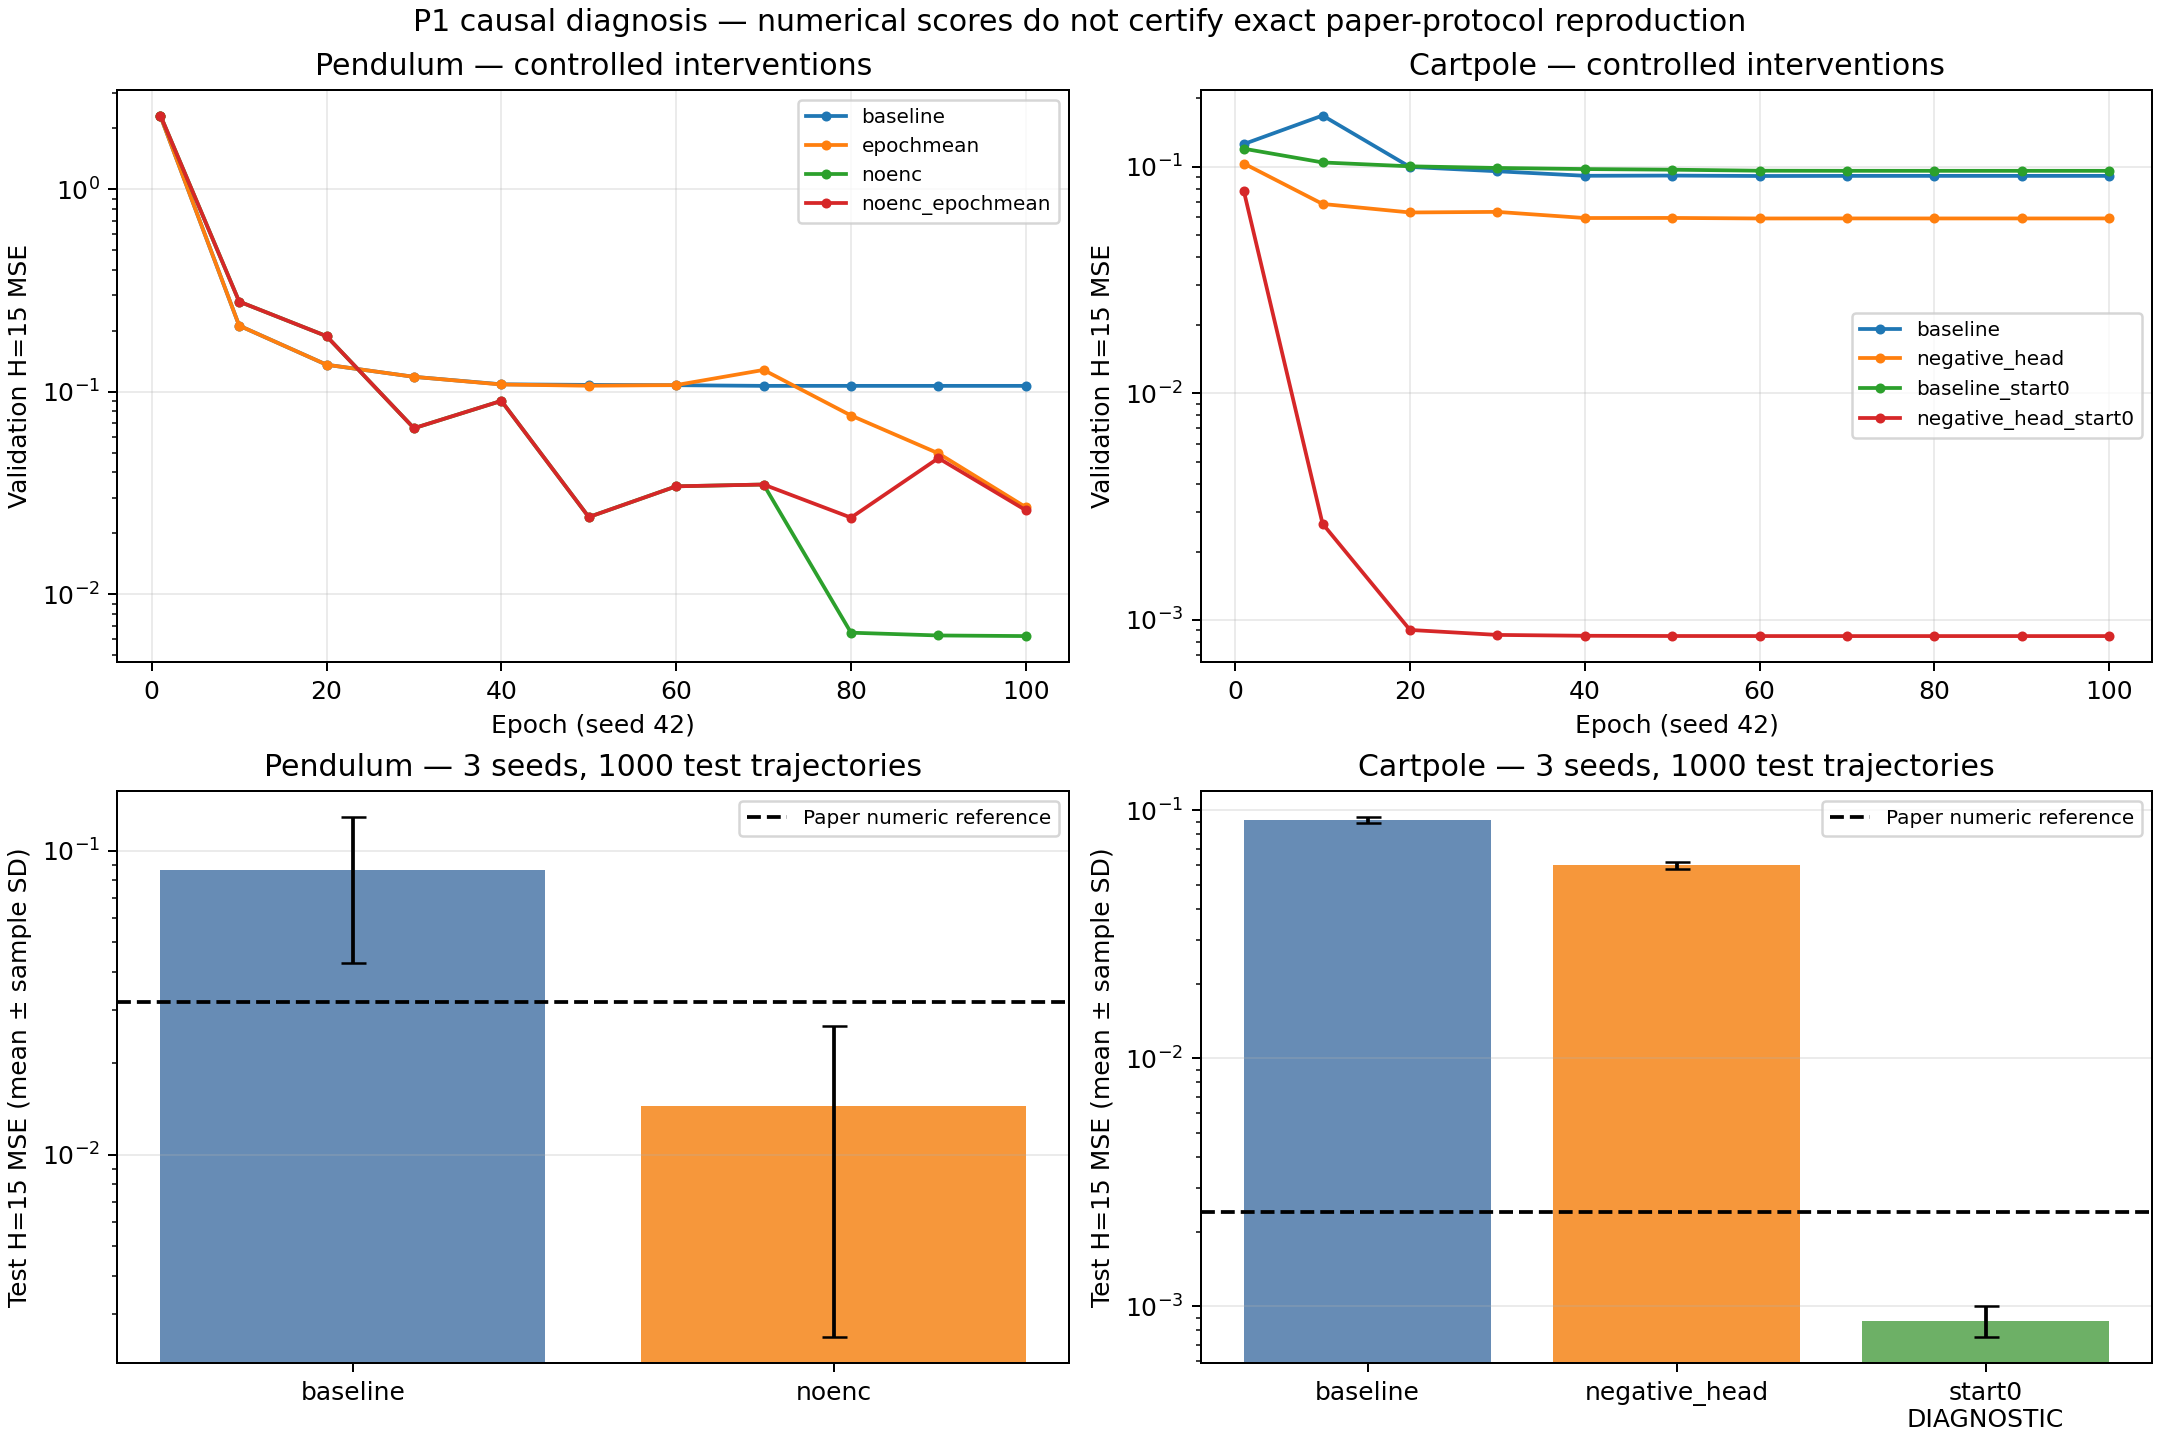 P1 causal diagnosis — numerical scores do not certify exact paper-protocol reproduction
Pendulum — controlled interventions
Validation H=15 MSE
10⁰
10⁻¹
10⁻²
baseline
epochmean
noenc
noenc_epochmean
0 20 40 60 80 100
Epoch (seed 42)
Cartpole — controlled interventions
Validation H=15 MSE
10⁻¹
10⁻²
10⁻³
baseline
negative_head
baseline_start0
negative_head_start0
0 20 40 60 80 100
Epoch (seed 42)
Pendulum — 3 seeds, 1000 test trajectories
Test H=15 MSE (mean ± sample SD)
10⁻¹
10⁻²
Paper numeric reference
baseline noenc
Cartpole — 3 seeds, 1000 test trajectories
Test H=15 MSE (mean ± sample SD)
10⁻¹
10⁻²
10⁻³
Paper numeric reference
baseline negative_head start0
DIAGNOSTIC